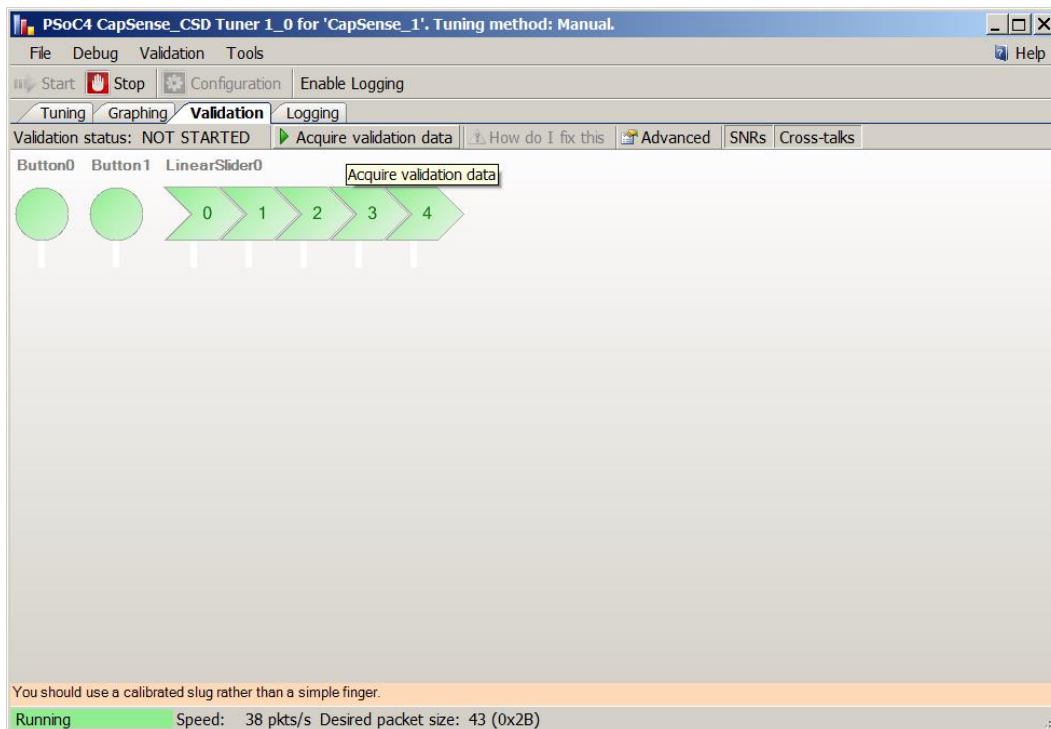 PSoC4 CapSense_CSD Tuner 1_0 for 'CapSense_1'. Tuning method: Manual.
File Debug Validation Tools Help
Start Stop Configuration Enable Logging
Tuning Graphing Validation Logging
Validation status: NOT STARTED Acquire validation data How do I fix this Advanced SNRs Cross-talks
Button0 Button1 LinearSlider0
Acquire validation data
0 1 2 3 4
You should use a calibrated slug rather than a simple finger.
Running Speed: 38 pkts/s Desired packet size: 43 (0x2B)